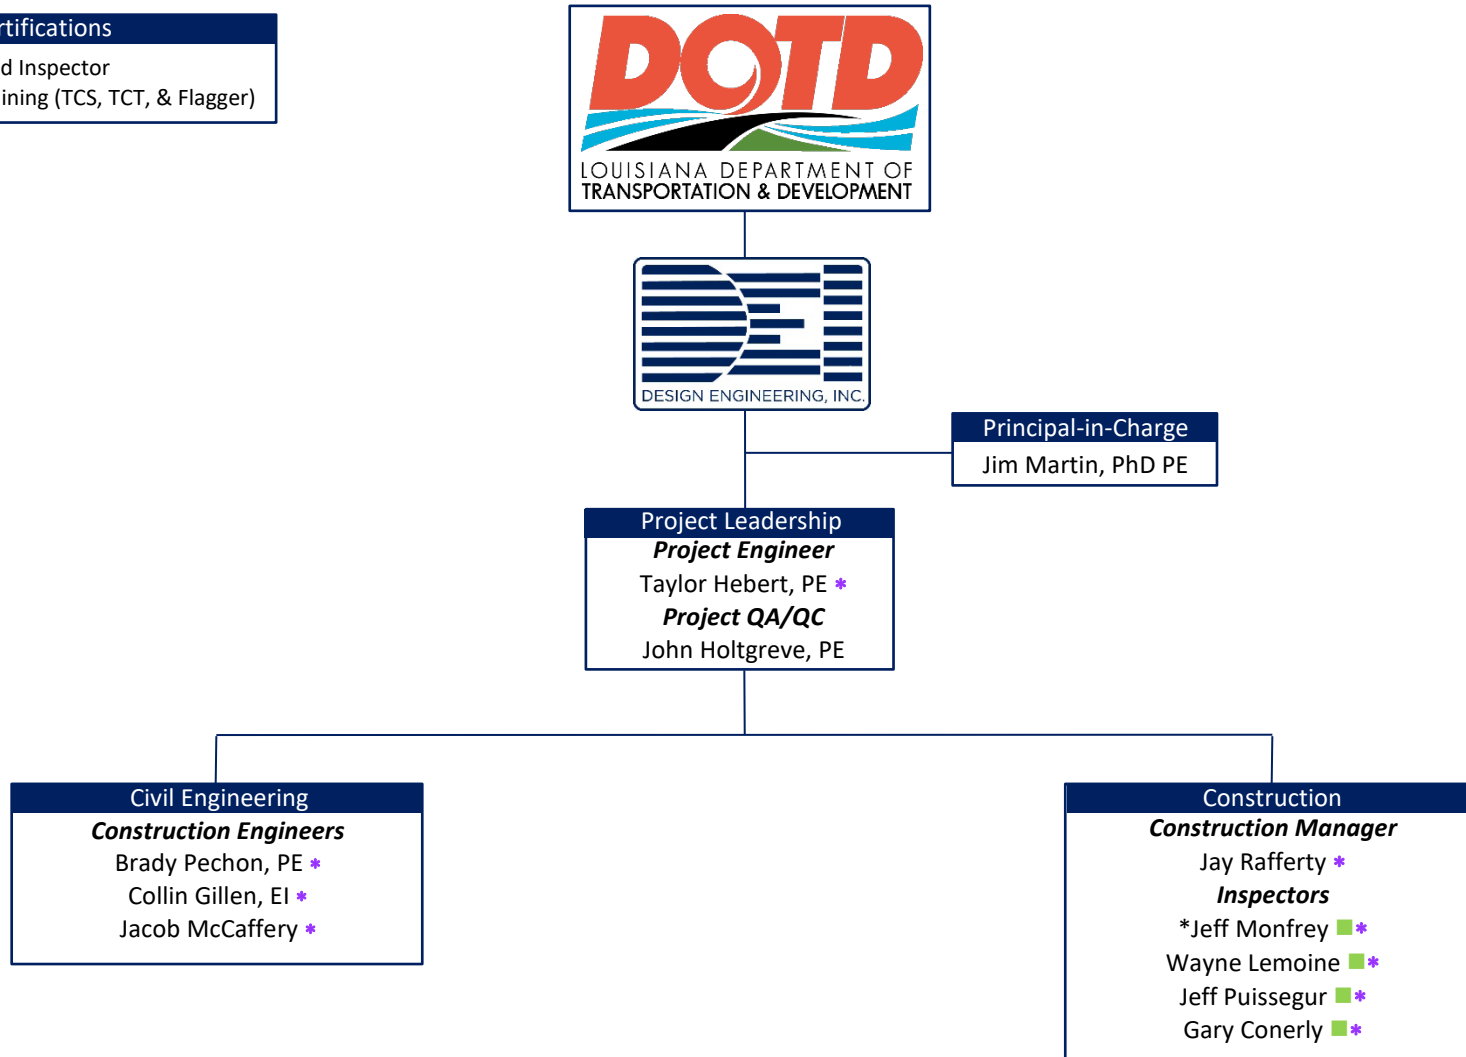 rtifications
d Inspector
ining (TCS, TCT, & Flagger)
DOTD
LOUISIANA DEPARTMENT OF
TRANSPORTATION & DEVELOPMENT
DEI
DESIGN ENGINEERING, INC.
Principal-in-Charge
Jim Martin, PhD PE
Project Leadership
Project Engineer
Taylor Hebert, PE *
Project QA/QC
John Holtgreve, PE
Civil Engineering
Construction Engineers
Brady Pechon, PE *
Collin Gillen, EI *
Jacob McCaffery *
Construction
Construction Manager
Jay Rafferty *
Inspectors
*Jeff Monfrey ■*
Wayne Lemoine ■*
Jeff Puissegur ■*
Gary Conerly ■*